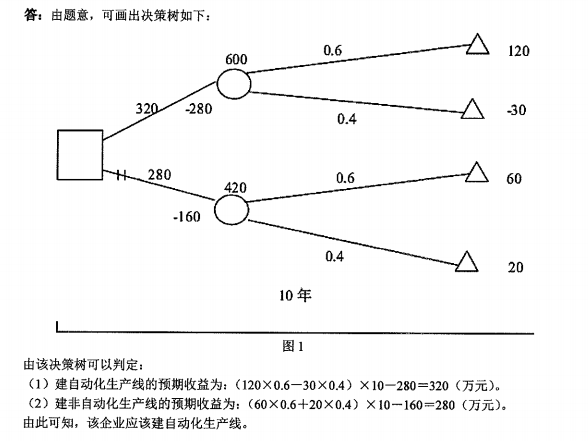 答：由题意，可画出决策树如下：
0.6
120
600
320
-280
0.4
-30
280
420
0.6
60
-160
0.4
20
10 年
图 1
由该决策树可以判定：
（1）建自动化生产线的预期收益为：（120×0.6－30×0.4）×10－280＝320（万元）。
（2）建非自动化生产线的预期收益为：（60×0.6＋20×0.4）×10－160＝280（万元）。
由此可知，该企业应该建自动化生产线。